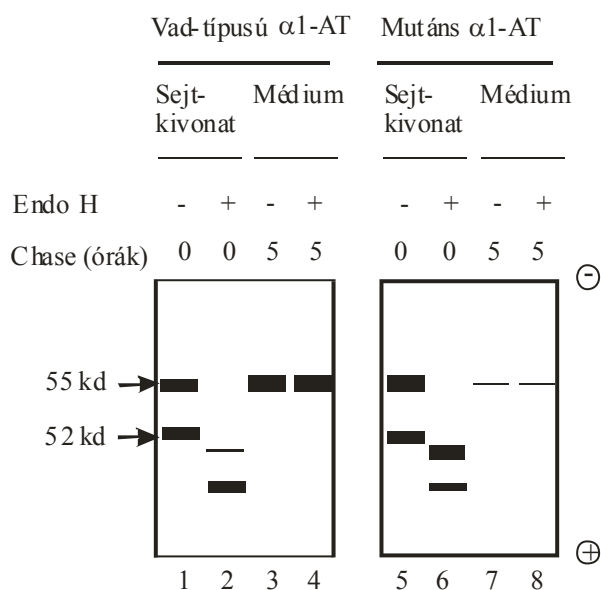 Vad-típusú α1-AT Mutáns α1-AT
Sejt-kivonat Médium Sejt-kivonat Médium
Endo H - + - + - + - +
Chase (órák) 0 0 5 5 0 0 5 5
-
55 kd
52 kd
+
1 2 3 4 5 6 7 8